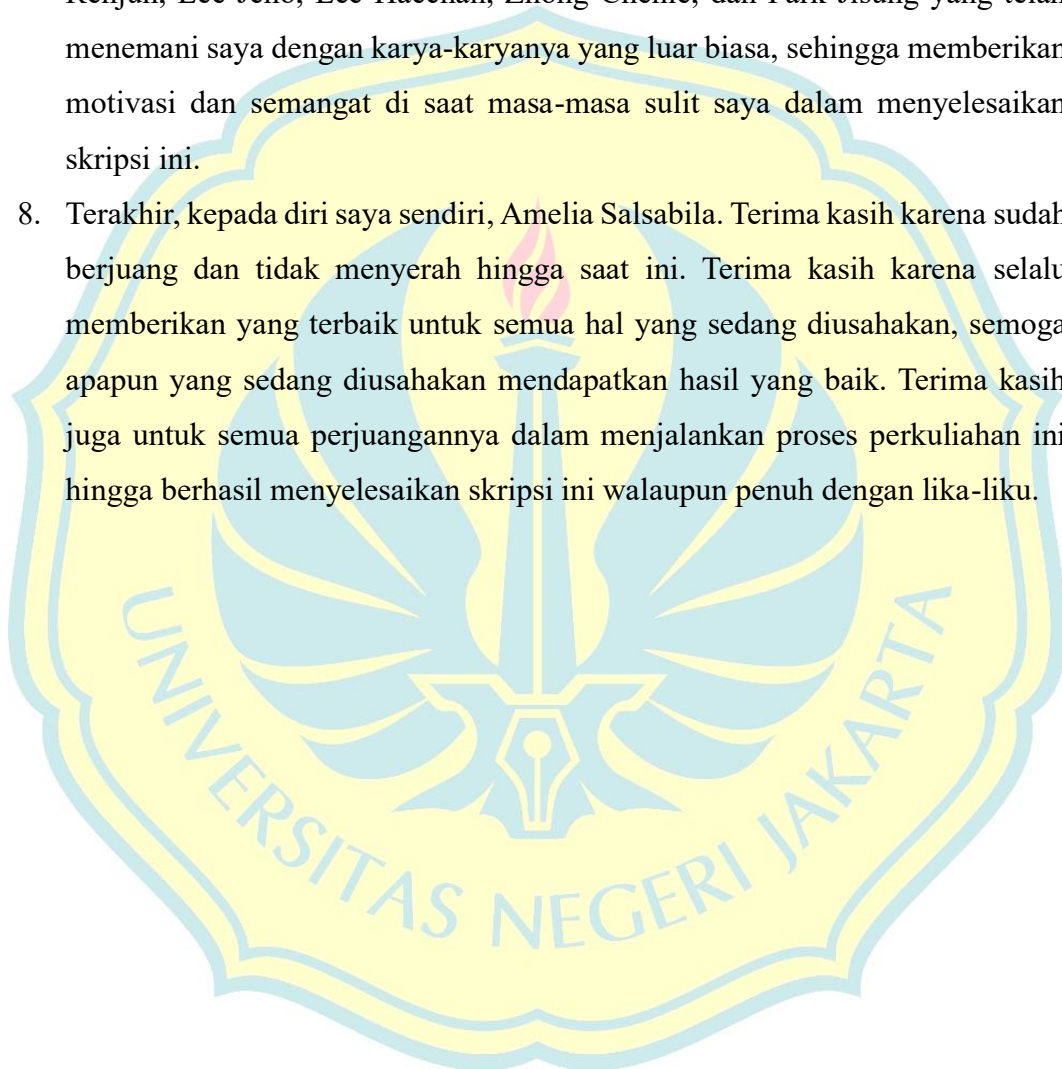 menemani saya dengan karya-karyanya yang luar biasa, sehingga memberikan
motivasi dan semangat di saat masa-masa sulit saya dalam menyelesaikan
skripsi ini.
8. Terakhir, kepada diri saya sendiri, Amelia Salsabila. Terima kasih karena sudah
berjuang dan tidak menyerah hingga saat ini. Terima kasih karena selalu
memberikan yang terbaik untuk semua hal yang sedang diusahakan, semoga
apapun yang sedang diusahakan mendapatkan hasil yang baik. Terima kasih
juga untuk semua perjuangannya dalam menjalankan proses perkuliahan ini
hingga berhasil menyelesaikan skripsi ini walaupun penuh dengan lika-liku.
UNIVERSITAS NEGERI JAKARTA